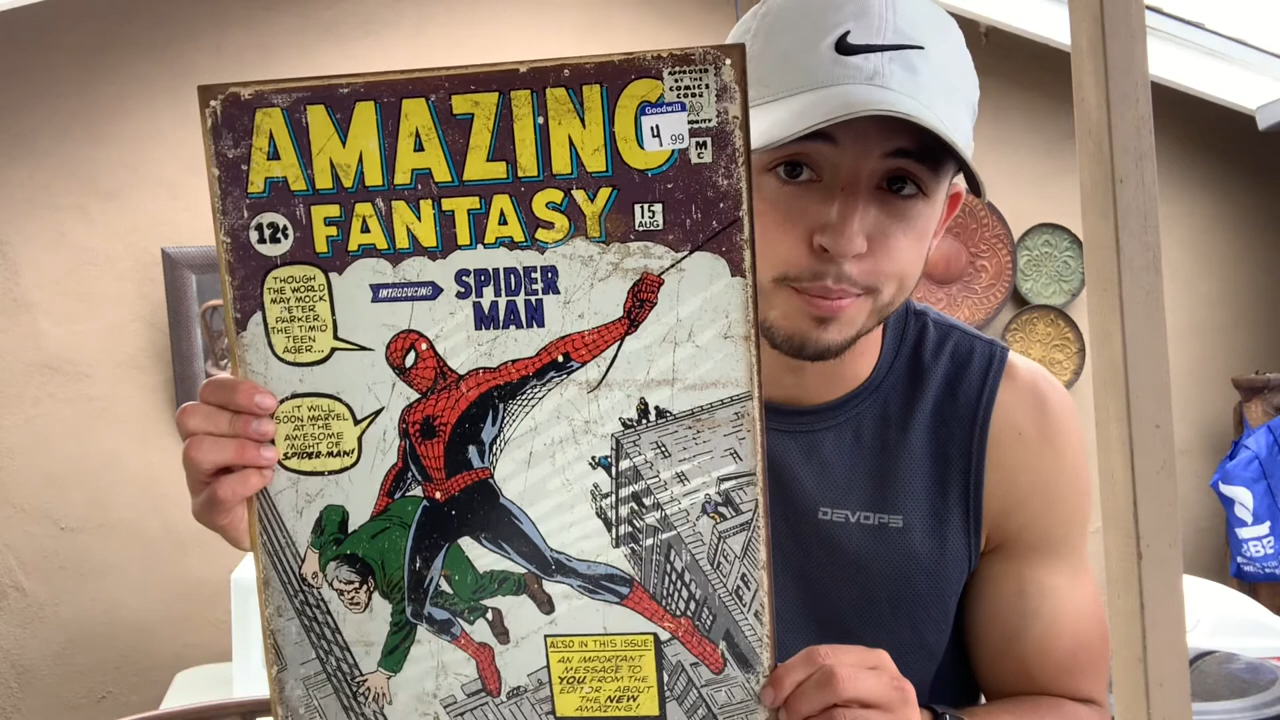 AMAZING
FANTASY
APPROVED
BY THE
COMICS
CODE
ORITY
Goodwill
4.99
M
C
12¢
15
AUG
INTRODUCING
SPIDER
MAN
THOUGH
THE WORLD
MAY MOCK
PETER
PARKER,
THE TIMID
TEEN
AGER...
...IT WILL
SOON MARVEL
AT THE
AWESOME
MIGHT OF
SPIDER-MAN!
ALSO IN THIS ISSUE:
AN IMPORTANT
MESSAGE TO
YOU, FROM THE
EDITOR--ABOUT
THE NEW
AMAZING!
DEVOPS
BBB